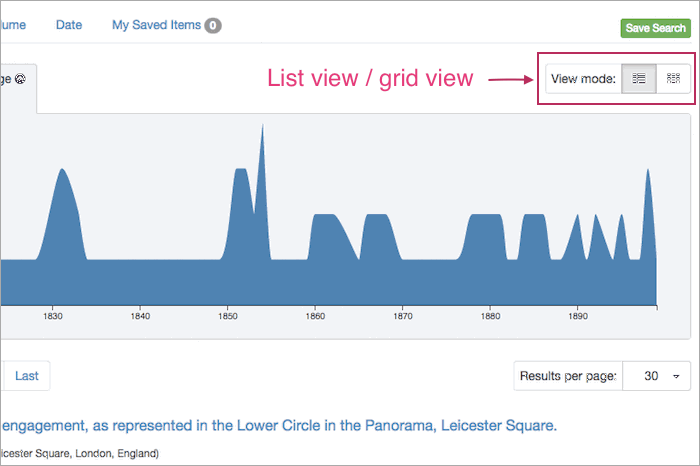 ume Date My Saved Items 0
Save Search
ge @
List view / grid view
View mode:
1830 1840 1850 1860 1870 1880 1890
Last
Results per page: 30
engagement, as represented in the Lower Circle in the Panorama, Leicester Square.
icester Square, London, England)